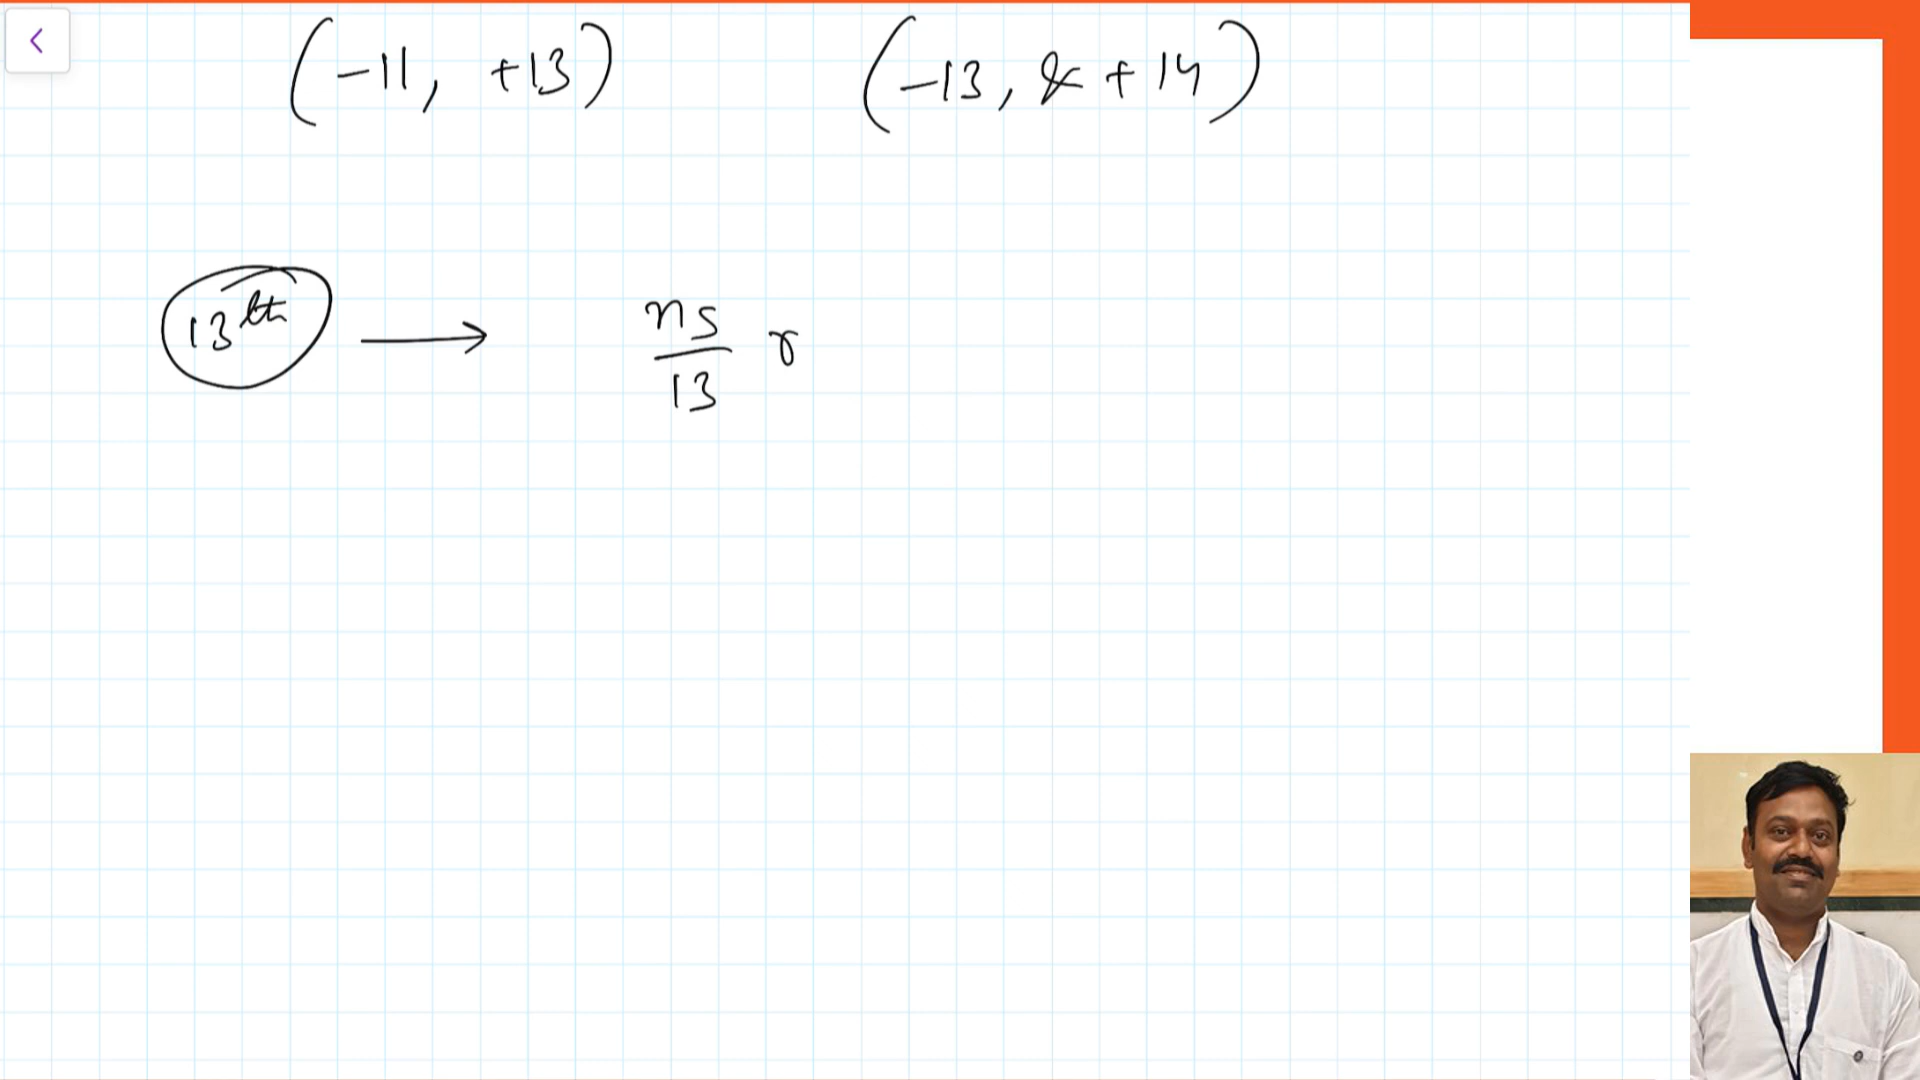 (-11, +13) (-13, & +14)
13th → ns/13 r